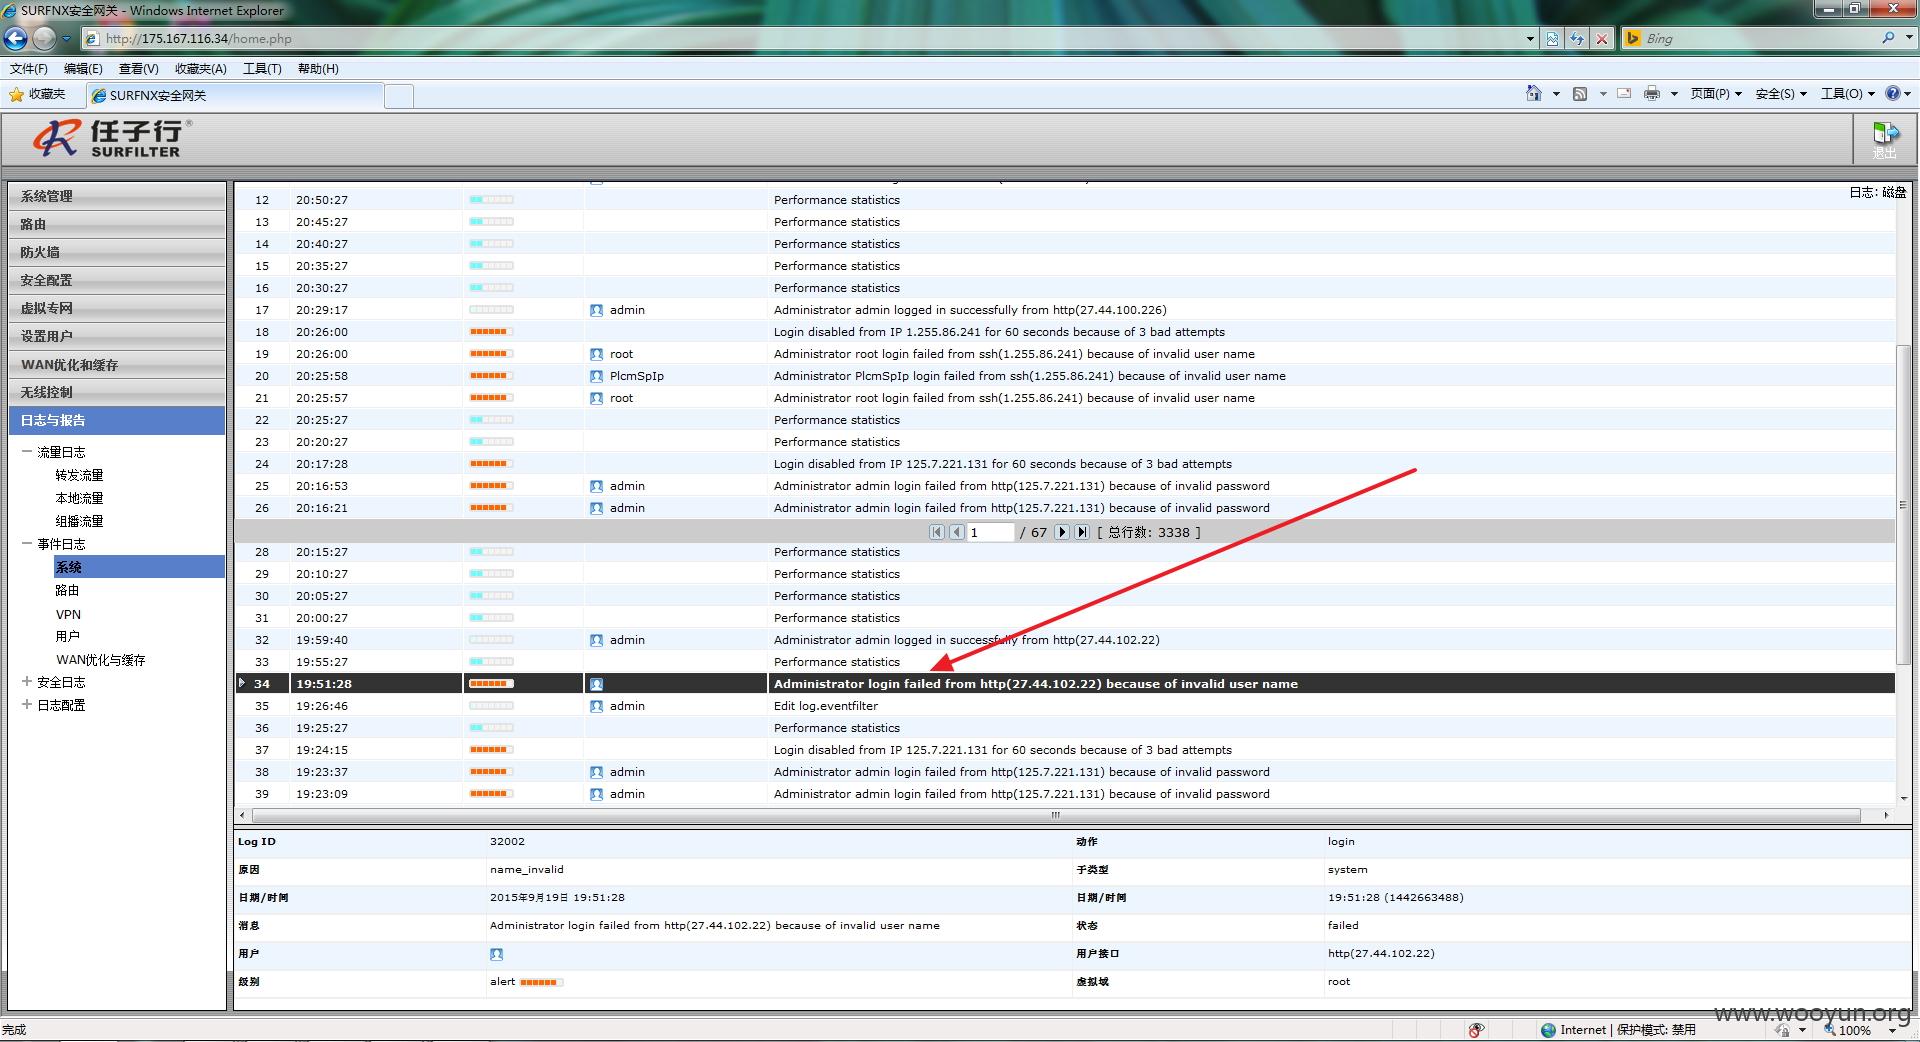 SURFNX安全网关 - Windows Internet Explorer
http://175.167.116.34/home.php
Bing
文件(F) 编辑(E) 查看(V) 收藏夹(A) 工具(T) 帮助(H)
收藏夹 SURFNX安全网关 页面(P) 安全(S) 工具(O)
任子行®
SURFILTER
退出
系统管理
路由
防火墙
安全配置
虚拟专网
设置用户
WAN优化和缓存
无线控制
日志与报告
流量日志
转发流量
本地流量
组播流量
事件日志
系统
路由
VPN
用户
WAN优化与缓存
安全日志
日志配置
日志: 磁盘
12 20:50:27 Performance statistics
13 20:45:27 Performance statistics
14 20:40:27 Performance statistics
15 20:35:27 Performance statistics
16 20:30:27 Performance statistics
17 20:29:17 admin Administrator admin logged in successfully from http(27.44.100.226)
18 20:26:00 Login disabled from IP 1.255.86.241 for 60 seconds because of 3 bad attempts
19 20:26:00 root Administrator root login failed from ssh(1.255.86.241) because of invalid user name
20 20:25:58 PlcmSpIp Administrator PlcmSpIp login failed from ssh(1.255.86.241) because of invalid user name
21 20:25:57 root Administrator root login failed from ssh(1.255.86.241) because of invalid user name
22 20:25:27 Performance statistics
23 20:20:27 Performance statistics
24 20:17:28 Login disabled from IP 125.7.221.131 for 60 seconds because of 3 bad attempts
25 20:16:53 admin Administrator admin login failed from http(125.7.221.131) because of invalid password
26 20:16:21 admin Administrator admin login failed from http(125.7.221.131) because of invalid password
1 / 67 [ 总行数: 3338 ]
28 20:15:27 Performance statistics
29 20:10:27 Performance statistics
30 20:05:27 Performance statistics
31 20:00:27 Performance statistics
32 19:59:40 admin Administrator admin logged in successfully from http(27.44.102.22)
33 19:55:27 Performance statistics
34 19:51:28 Administrator login failed from http(27.44.102.22) because of invalid user name
35 19:26:46 admin Edit log.eventfilter
36 19:25:27 Performance statistics
37 19:24:15 Login disabled from IP 125.7.221.131 for 60 seconds because of 3 bad attempts
38 19:23:37 admin Administrator admin login failed from http(125.7.221.131) because of invalid password
39 19:23:09 admin Administrator admin login failed from http(125.7.221.131) because of invalid password
Log ID 32002 动作 login
原因 name_invalid 子类型 system
日期/时间 2015年9月19日 19:51:28 日期/时间 19:51:28 (1442663488)
消息 Administrator login failed from http(27.44.102.22) because of invalid user name 状态 failed
用户 用户接口 http(27.44.102.22)
级别 alert 虚拟域 root
www.wooyun.org
完成 Internet | 保护模式: 禁用 100%